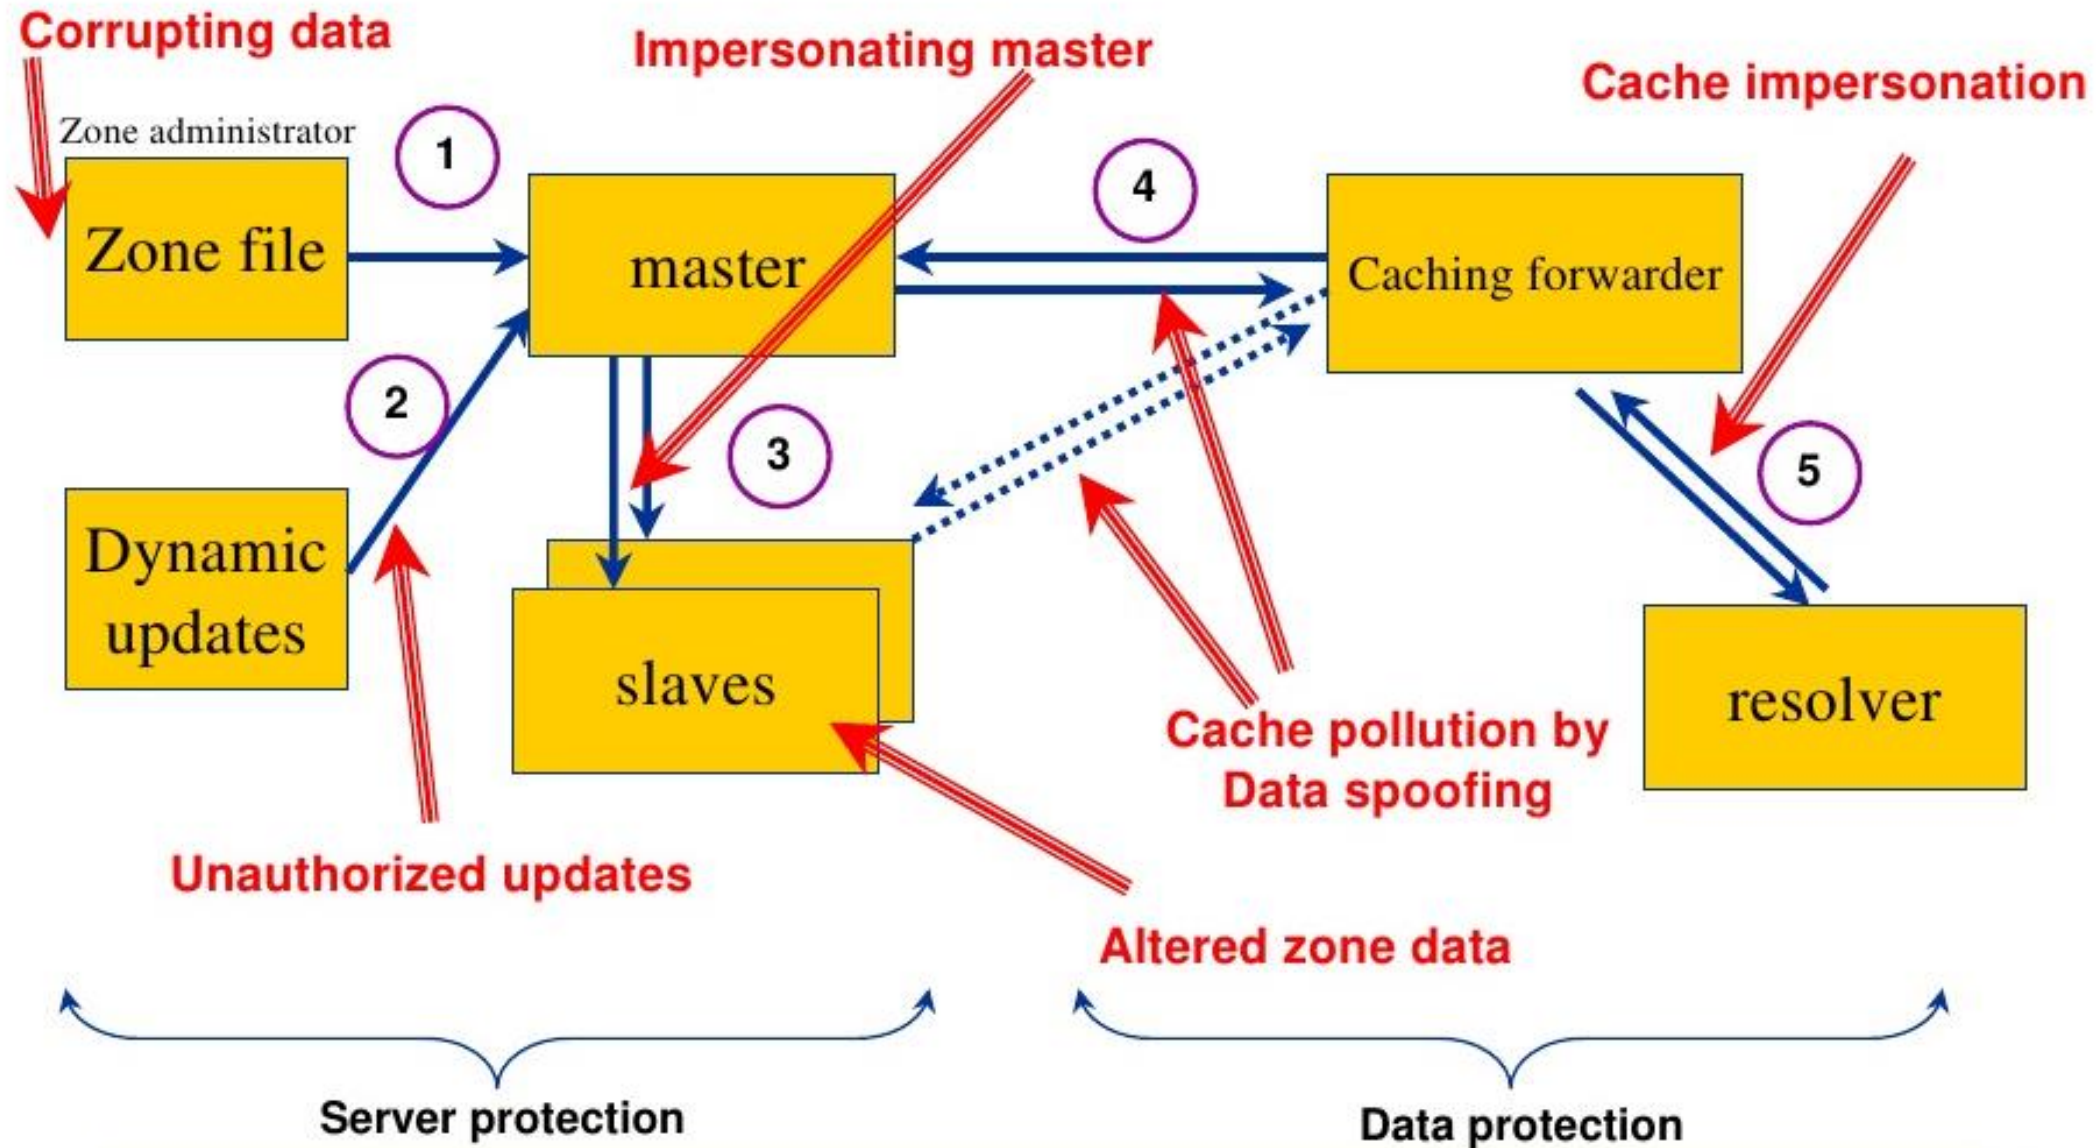 Corrupting data
Impersonating master
Cache impersonation
Zone administrator
1
4
Zone file
master
Caching forwarder
2
3
5
Dynamic
updates
slaves
resolver
Cache pollution by
Data spoofing
Unauthorized updates
Altered zone data
Server protection
Data protection